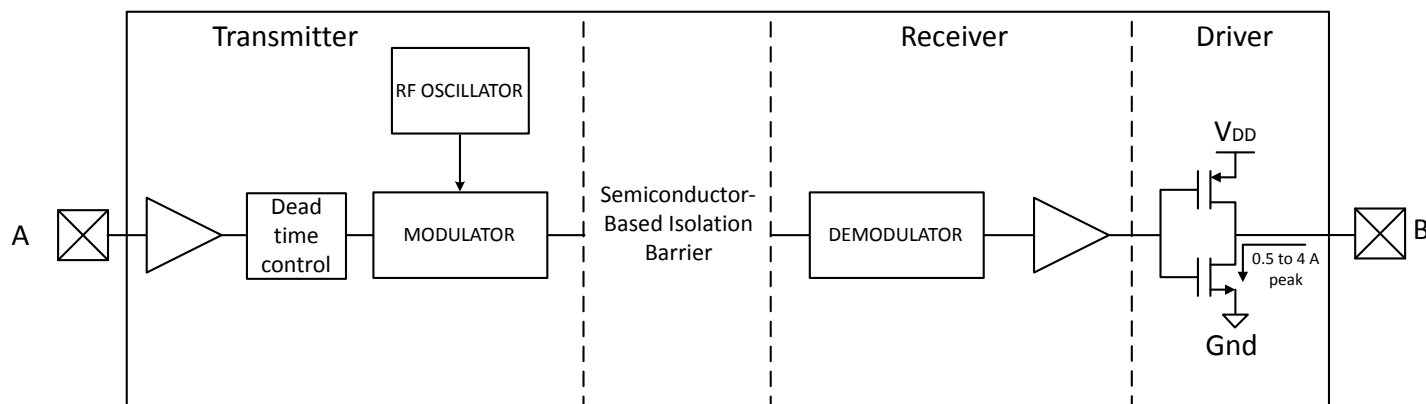 Transmitter
Receiver
Driver
RF OSCILLATOR
VDD
A
Dead
time
control
MODULATOR
Semiconductor-
Based Isolation
Barrier
DEMODULATOR
B
0.5 to 4 A
peak
Gnd